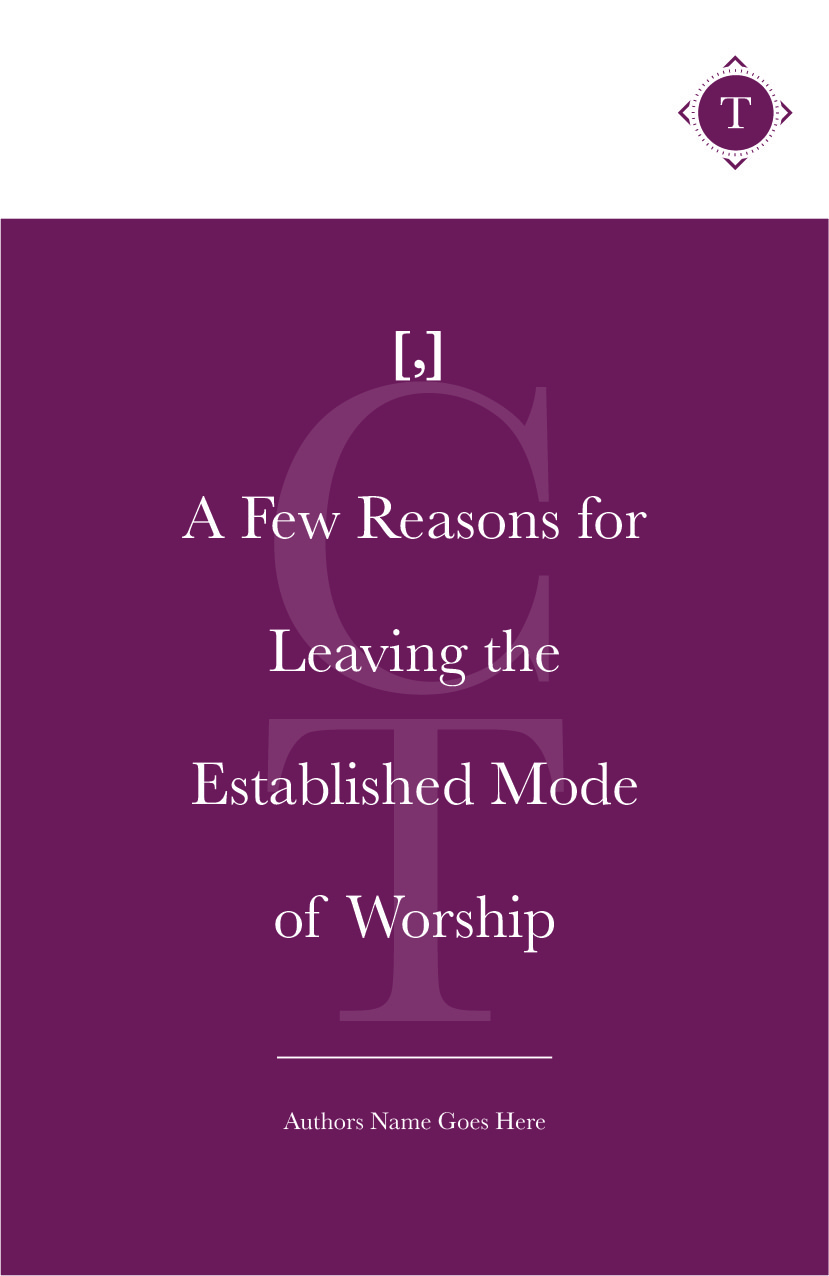 T
[,]
C
A Few Reasons for
Leaving the
T
Established Mode
of Worship
Authors Name Goes Here